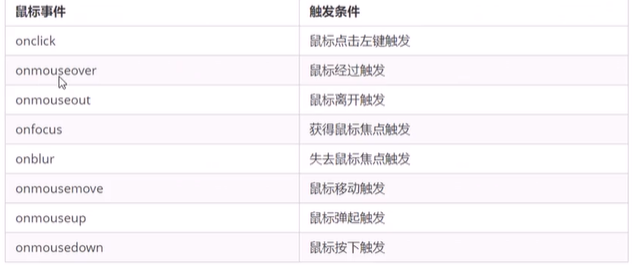 鼠标事件 触发条件
onclick 鼠标点击左键触发
onmouseover 鼠标经过触发
onmouseout 鼠标离开触发
onfocus 获得鼠标焦点触发
onblur 失去鼠标焦点触发
onmousemove 鼠标移动触发
onmouseup 鼠标弹起触发
onmousedown 鼠标按下触发